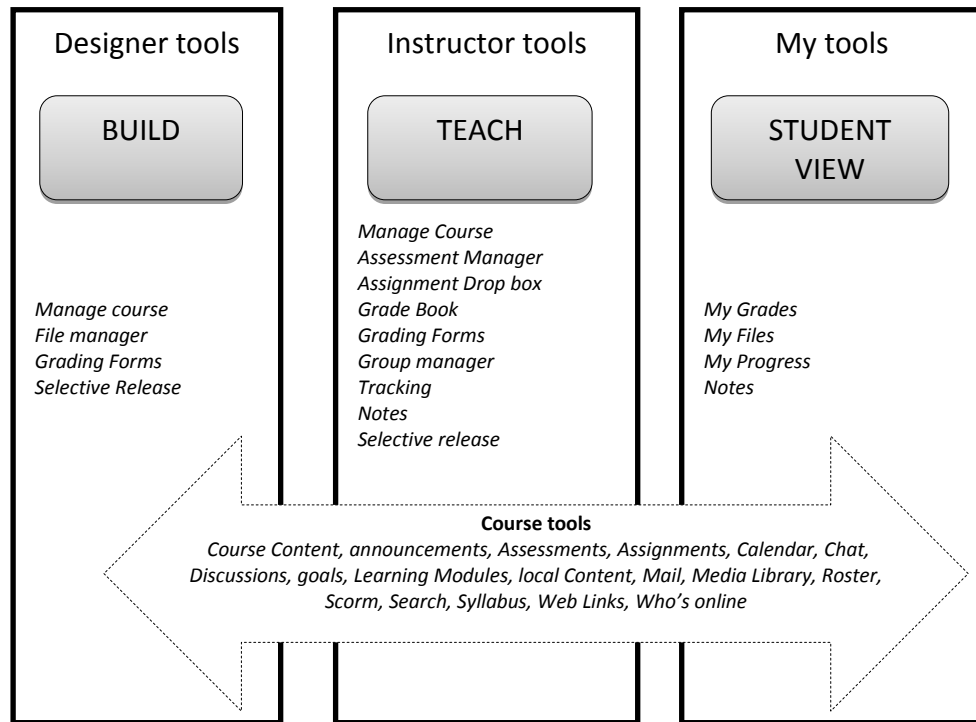 Designer tools
BUILD
Manage course
File manager
Grading Forms
Selective Release
Instructor tools
TEACH
Manage Course
Assessment Manager
Assignment Drop box
Grade Book
Grading Forms
Group manager
Tracking
Notes
Selective release
My tools
STUDENT
VIEW
My Grades
My Files
My Progress
Notes
Course tools
Course Content, announcements, Assessments, Assignments, Calendar, Chat,
Discussions, goals, Learning Modules, local Content, Mail, Media Library, Roster,
Scorm, Search, Syllabus, Web Links, Who’s online